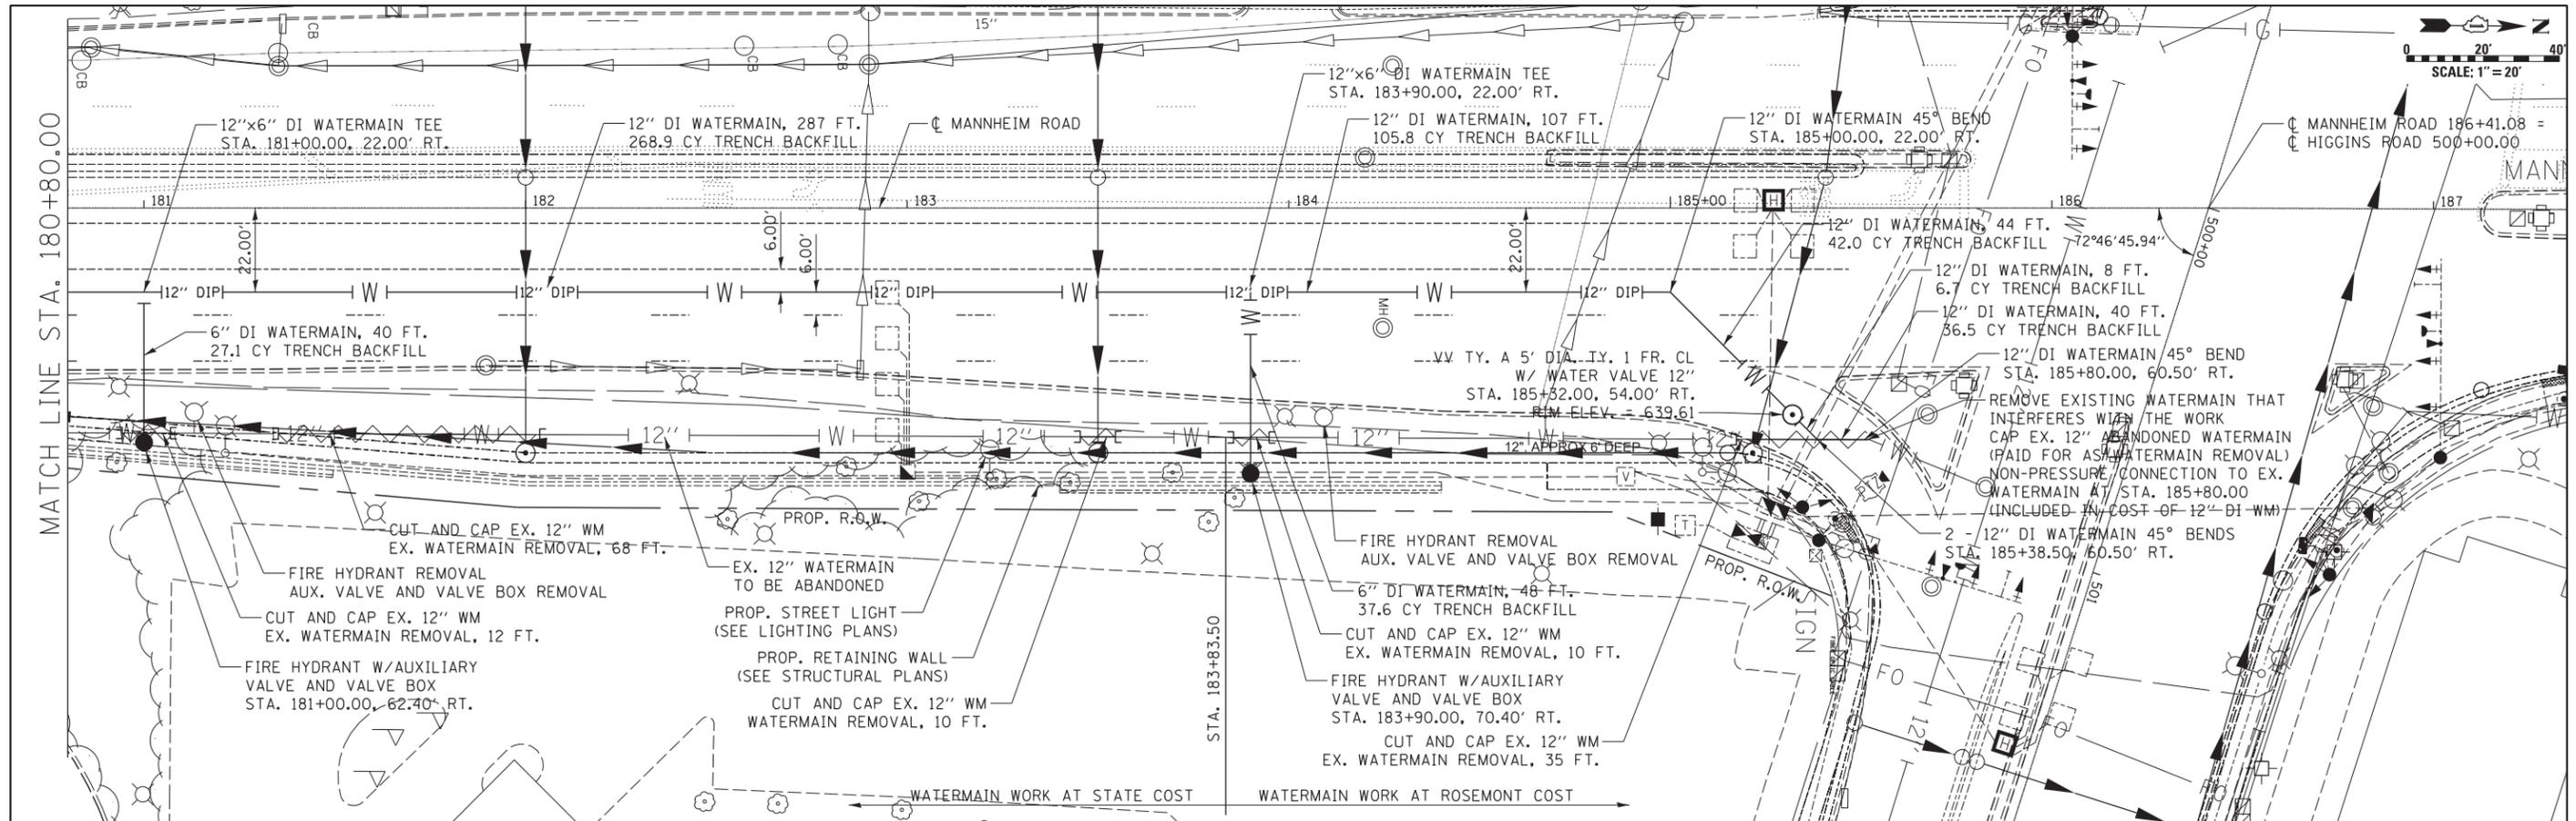 CB
15''
G
FO
N
0 20' 40'
SCALE: 1'' = 20'
CB
CB
CB
MATCH LINE STA. 180+80.00
12''x6'' DI WATERMAIN TEE
STA. 181+00.00, 22.00' RT.
12'' DI WATERMAIN, 287 FT.
268.9 CY TRENCH BACKFILL
℄ MANNHEIM ROAD
12''x6'' DI WATERMAIN TEE
STA. 183+90.00, 22.00' RT.
12'' DI WATERMAIN, 107 FT.
105.8 CY TRENCH BACKFILL
12'' DI WATERMAIN 45° BEND
STA. 185+00.00, 22.00' RT.
℄ MANNHEIM ROAD 186+41.08 =
℄ HIGGINS ROAD 500+00.00
MANN
181
182
183
184
185+00
186
187
H
22.00'
6.00'
6.00'
22.00'
12'' DI WATERMAIN, 44 FT.
42.0 CY TRENCH BACKFILL
72°46'45.94''
500+00
W
12'' DIP
W
12'' DIP
W
12'' DIP
W
12'' DIP
W
12'' DIP
W
MH
12'' DI WATERMAIN, 8 FT.
6.7 CY TRENCH BACKFILL
12'' DI WATERMAIN, 40 FT.
36.5 CY TRENCH BACKFILL
6'' DI WATERMAIN, 40 FT.
27.1 CY TRENCH BACKFILL
VV TY. A 5' DIA. TY. 1 FR. CL
W/ WATER VALVE 12''
STA. 185+32.00, 54.00' RT.
RIM ELEV. = 639.61
W
12'' DI WATERMAIN 45° BEND
STA. 185+80.00, 60.50' RT.
REMOVE EXISTING WATERMAIN THAT
INTERFERES WITH THE WORK
CAP EX. 12'' ABANDONED WATERMAIN
(PAID FOR AS WATERMAIN REMOVAL)
NON-PRESSURE CONNECTION TO EX.
WATERMAIN AT STA. 185+80.00
(INCLUDED IN COST OF 12'' DI WM)
2 - 12'' DI WATERMAIN 45° BENDS
STA. 185+38.50, 60.50' RT.
W
12''
W
12''
W
12''
W
12''
12''
12" APPROX 6' DEEP
V
T
W
PROP. R.O.W.
PROP. R.O.W.
CUT AND CAP EX. 12'' WM
EX. WATERMAIN REMOVAL, 68 FT.
FIRE HYDRANT REMOVAL
AUX. VALVE AND VALVE BOX REMOVAL
CUT AND CAP EX. 12'' WM
EX. WATERMAIN REMOVAL, 12 FT.
FIRE HYDRANT W/AUXILIARY
VALVE AND VALVE BOX
STA. 181+00.00, 62.40' RT.
EX. 12'' WATERMAIN
TO BE ABANDONED
PROP. STREET LIGHT
(SEE LIGHTING PLANS)
PROP. RETAINING WALL
(SEE STRUCTURAL PLANS)
CUT AND CAP EX. 12'' WM
WATERMAIN REMOVAL, 10 FT.
STA. 183+83.50
FIRE HYDRANT REMOVAL
AUX. VALVE AND VALVE BOX REMOVAL
6'' DI WATERMAIN, 48 FT.
37.6 CY TRENCH BACKFILL
CUT AND CAP EX. 12'' WM
EX. WATERMAIN REMOVAL, 10 FT.
FIRE HYDRANT W/AUXILIARY
VALVE AND VALVE BOX
STA. 183+90.00, 70.40' RT.
CUT AND CAP EX. 12'' WM
EX. WATERMAIN REMOVAL, 35 FT.
SIGN
501
FO
12''
H
FO
FO
WATERMAIN WORK AT STATE COST
WATERMAIN WORK AT ROSEMONT COST